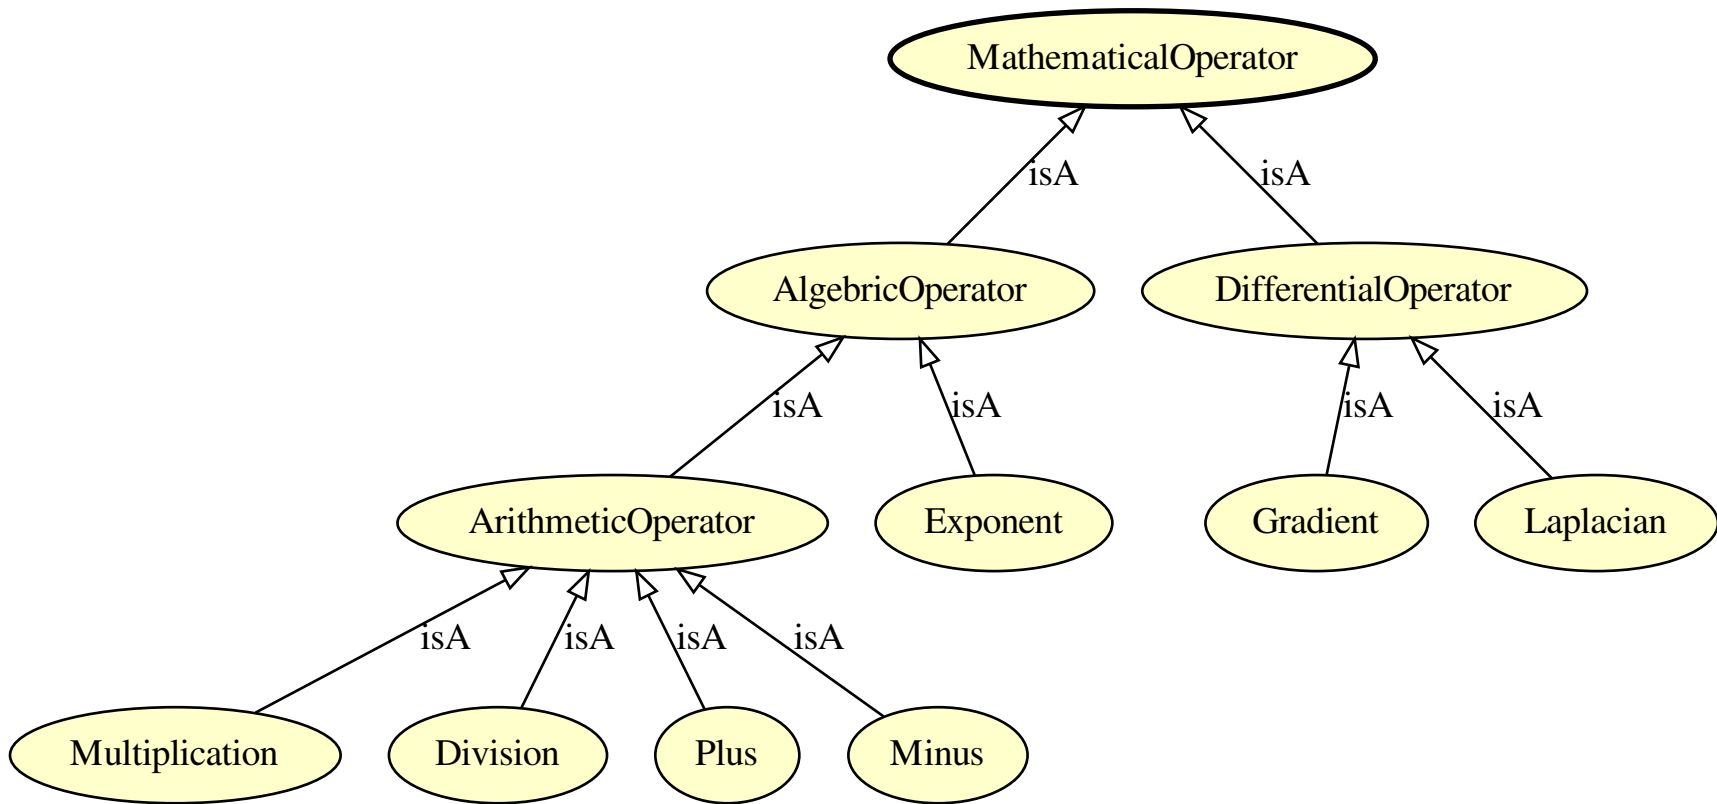 MathematicalOperator
isA
isA
AlgebricOperator
DifferentialOperator
isA
isA
isA
isA
ArithmeticOperator
Exponent
Gradient
Laplacian
isA
isA
isA
isA
Multiplication
Division
Plus
Minus